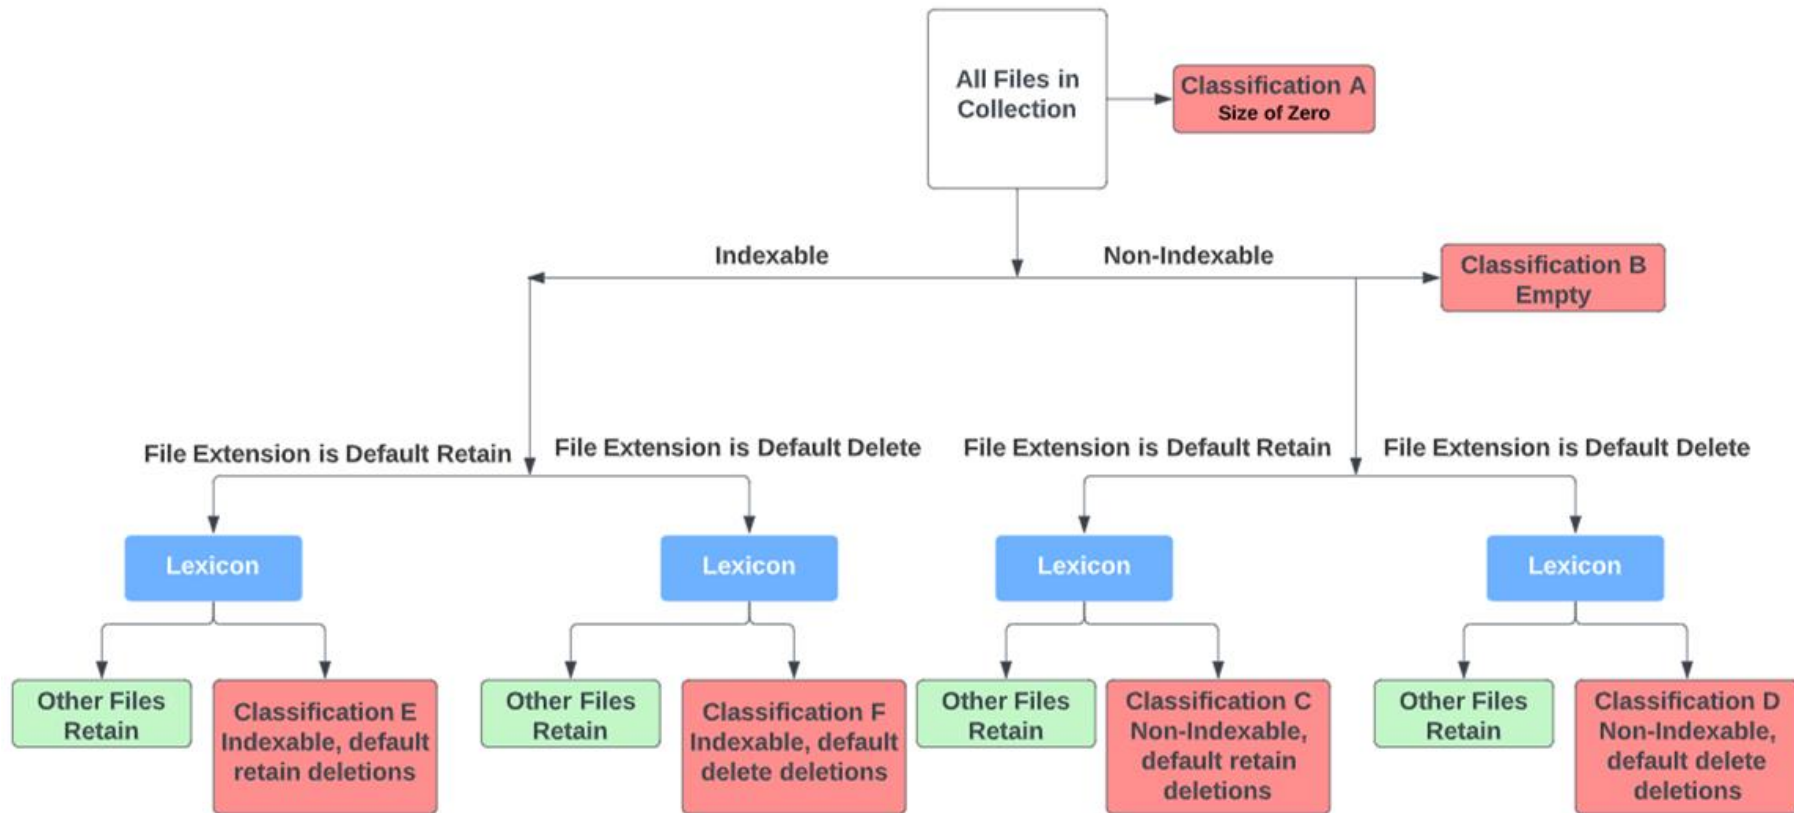 All Files in
Collection
Classification A
Size of Zero
Indexable
Non-Indexable
Classification B
Empty
File Extension is Default Retain
File Extension is Default Delete
File Extension is Default Retain
File Extension is Default Delete
Lexicon
Lexicon
Lexicon
Lexicon
Other Files
Retain
Classification E
Indexable, default
retain deletions
Other Files
Retain
Classification F
Indexable, default
delete deletions
Other Files
Retain
Classification C
Non-Indexable,
default retain
deletions
Other Files
Retain
Classification D
Non-Indexable,
default delete
deletions